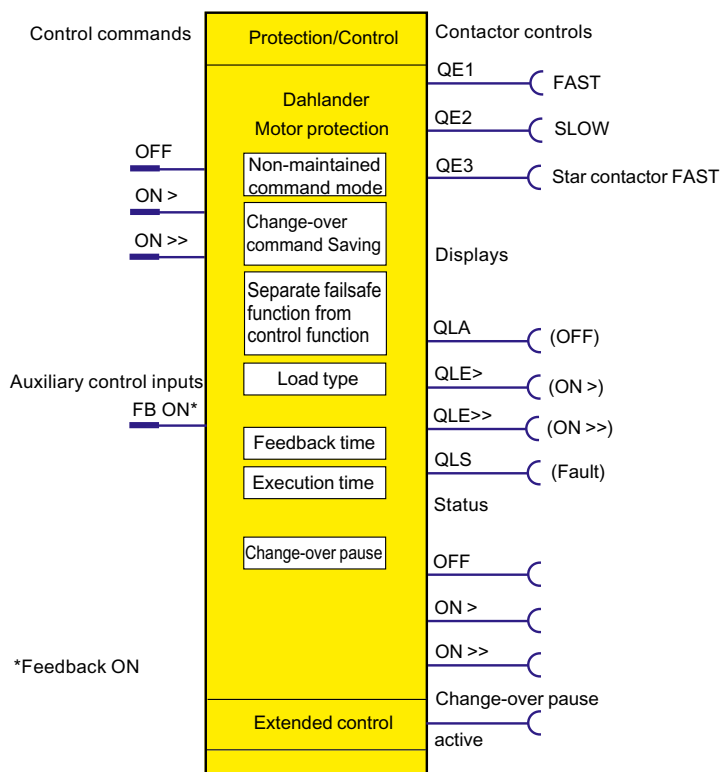 Control commands
Protection/Control
Contactor controls
QE1
FAST
Dahlander
Motor protection
QE2
SLOW
OFF
Non-maintained
command mode
QE3
Star contactor FAST
ON >
Change-over
command Saving
ON >>
Displays
Separate failsafe
function from
control function
QLA
(OFF)
Auxiliary control inputs
Load type
QLE>
(ON >)
FB ON*
QLE>>
(ON >>)
Feedback time
QLS
(Fault)
Execution time
Status
Change-over pause
OFF
ON >
ON >>
*Feedback ON
Change-over pause
Extended control
active